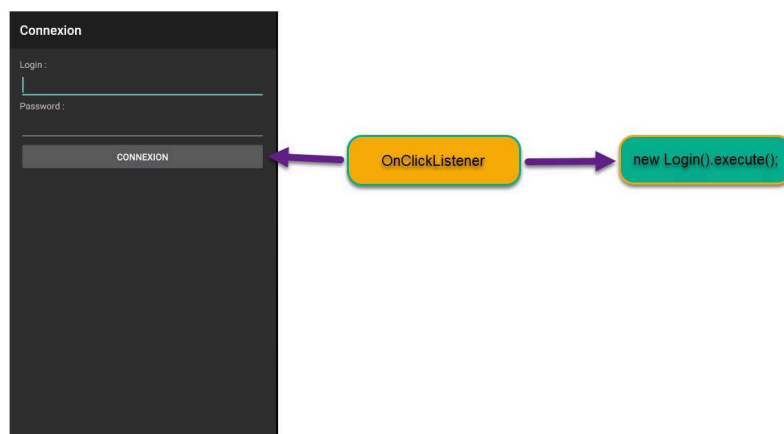 Connexion
Login :
Password :
CONNEXION
OnClickListener
new Login().execute();